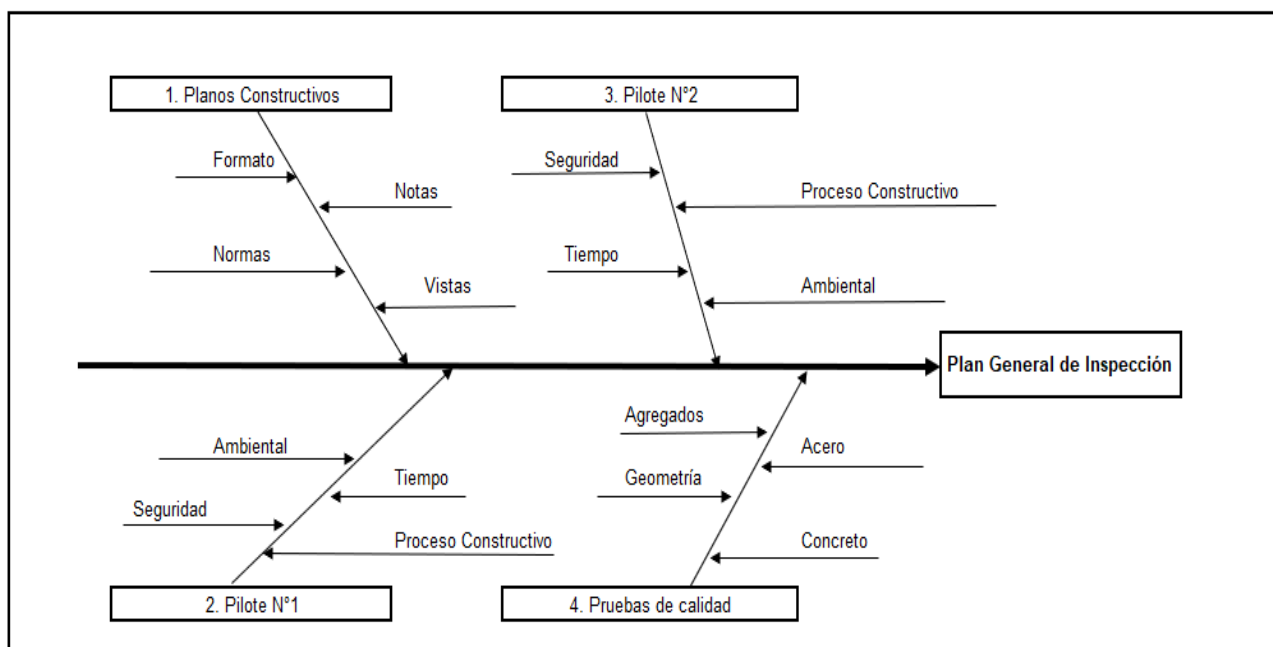 1. Planos Constructivos
Formato
Notas
Normas
Vistas
3. Pilote N°2
Seguridad
Proceso Constructivo
Tiempo
Ambiental
Plan General de Inspección
Ambiental
Tiempo
Seguridad
Proceso Constructivo
2. Pilote N°1
Agregados
Acero
Geometría
Concreto
4. Pruebas de calidad